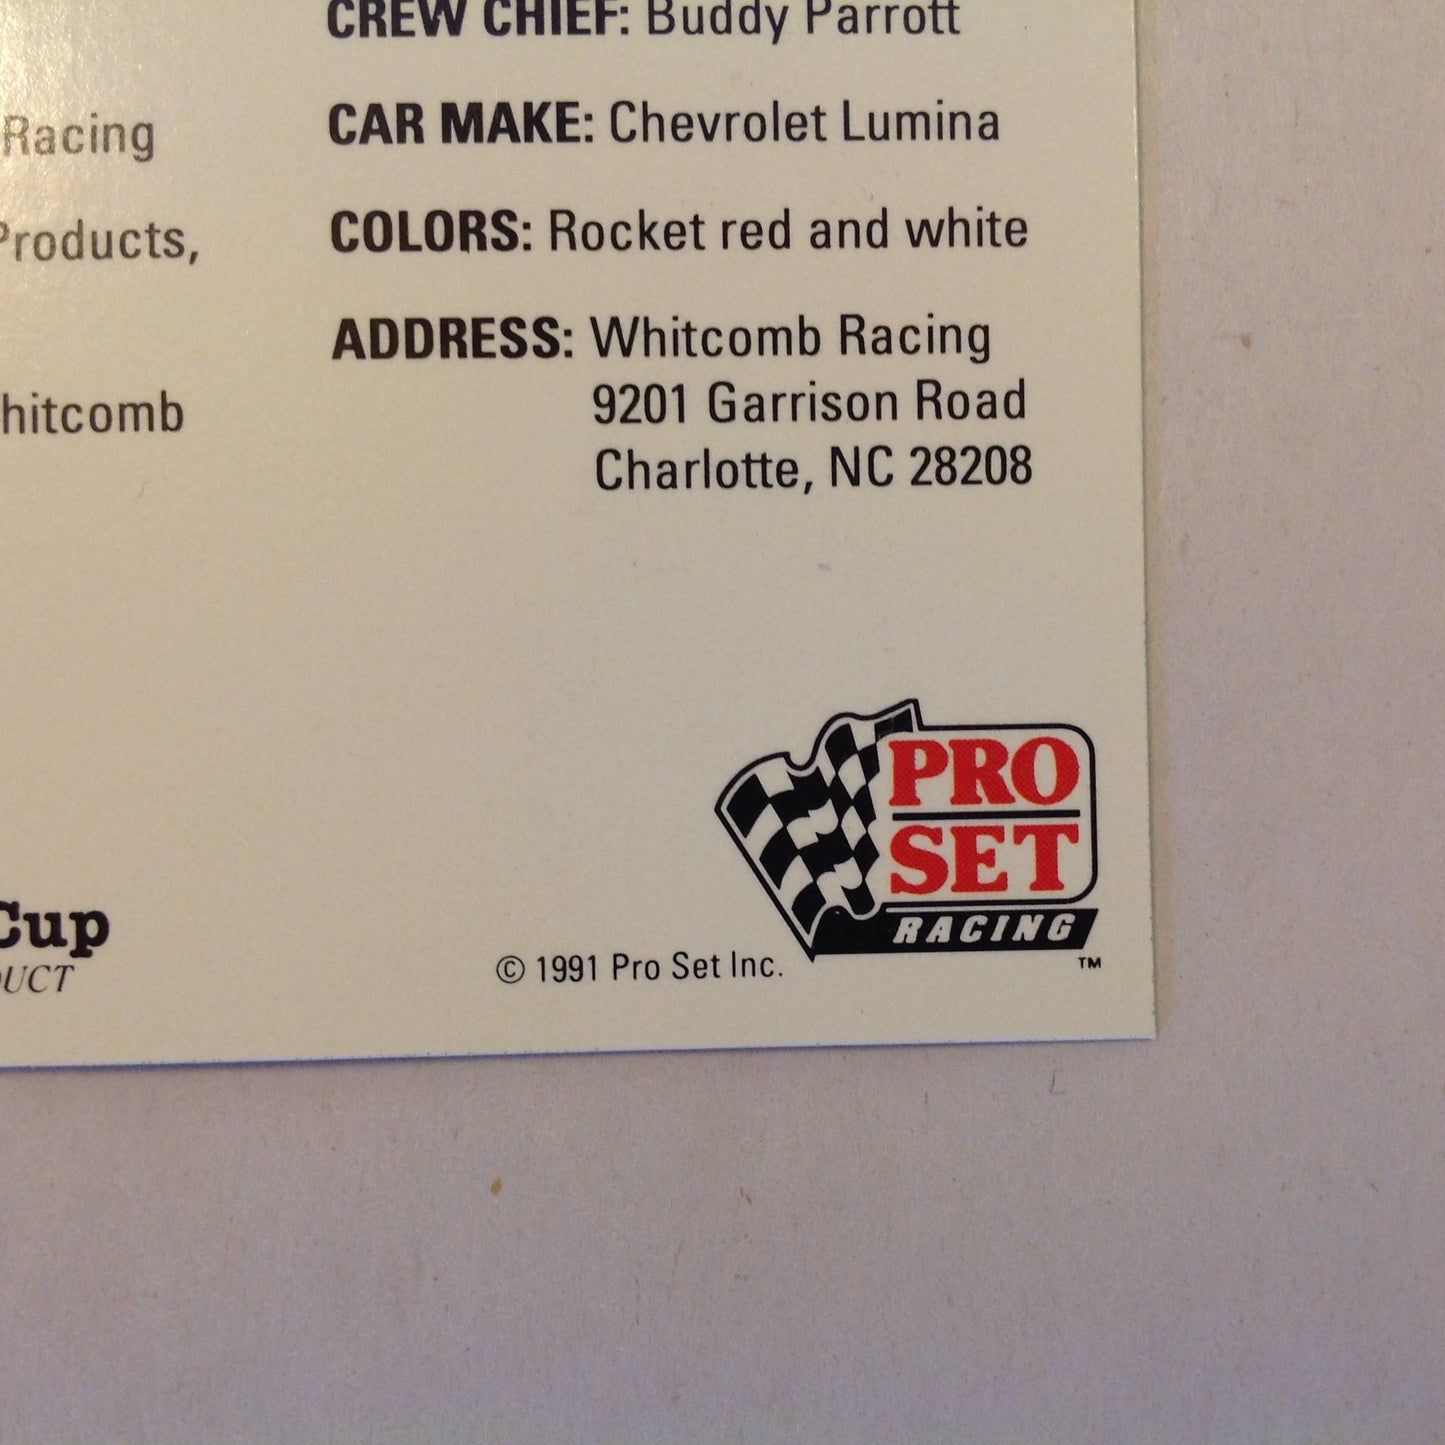 CREW CHIEF: Buddy Parrott
Racing
CAR MAKE: Chevrolet Lumina
Products,
COLORS: Rocket red and white
hitcomb
ADDRESS: Whitcomb Racing
9201 Garrison Road
Charlotte, NC 28208
Cup
UCT
© 1991 Pro Set Inc.
PRO
SET
RACING
TM